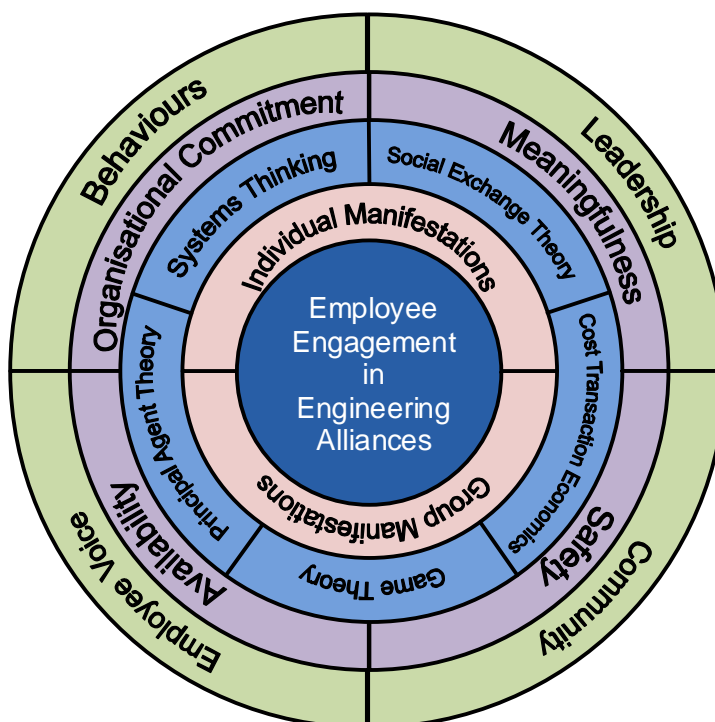 Behaviours
Leadership
Community
Employee Voice
Organisational Commitment
Meaningfulness
Safety
Availability
Systems Thinking
Social Exchange Theory
Cost Transaction Economics
Game Theory
Principal Agent Theory
Individual Manifestations
Group Manifestations
Employee
Engagement
in
Engineering
Alliances